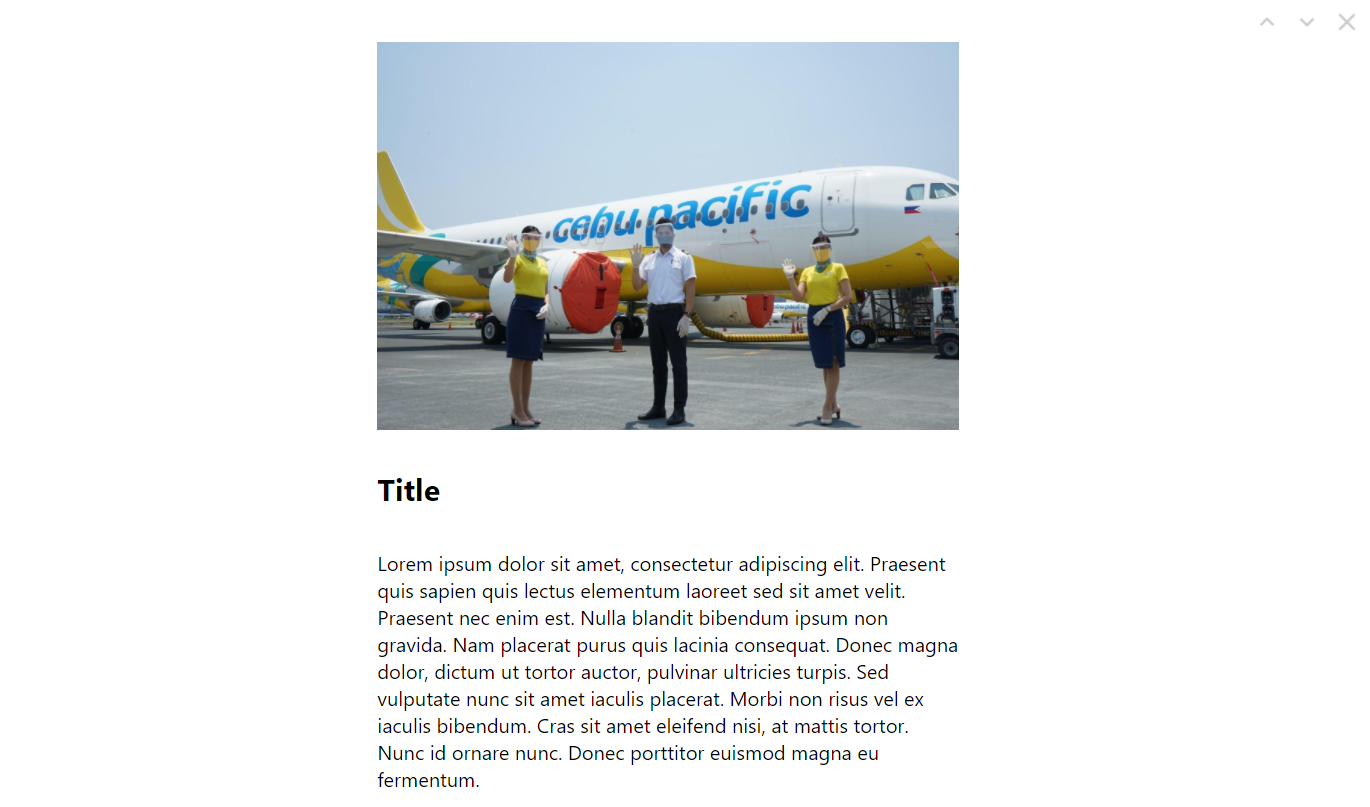 cebu pacific
Title
Lorem ipsum dolor sit amet, consectetur adipiscing elit. Praesent
quis sapien quis lectus elementum laoreet sed sit amet velit.
Praesent nec enim est. Nulla blandit bibendum ipsum non
gravida. Nam placerat purus quis lacinia consequat. Donec magna
dolor, dictum ut tortor auctor, pulvinar ultricies turpis. Sed
vulputate nunc sit amet iaculis placerat. Morbi non risus vel ex
iaculis bibendum. Cras sit amet eleifend nisi, at mattis tortor.
Nunc id ornare nunc. Donec porttitor euismod magna eu
fermentum.